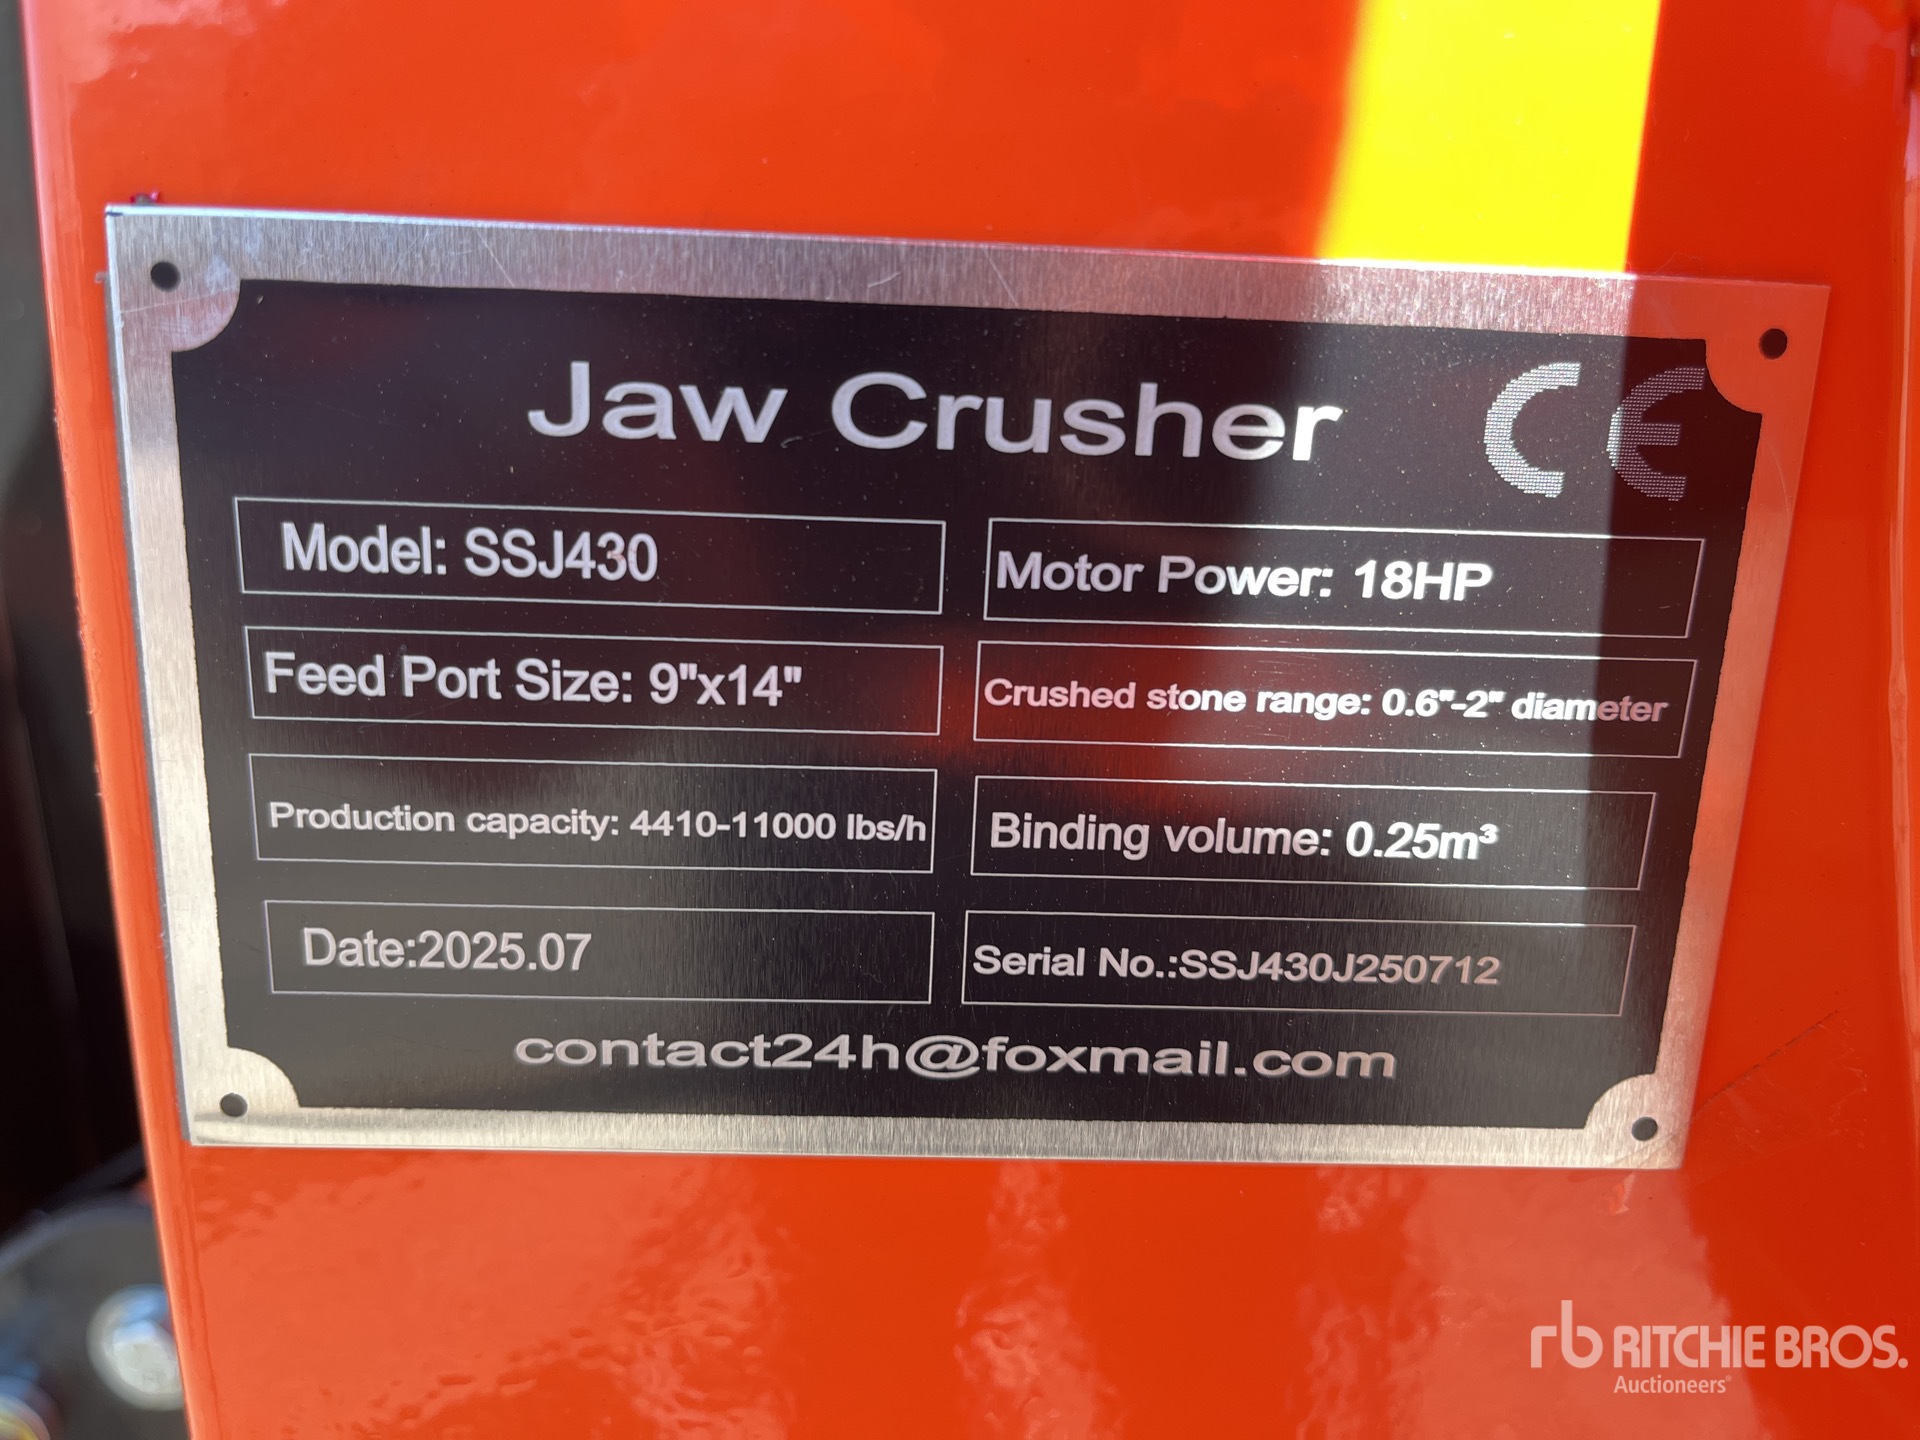 Jaw Crusher CE
Model: SSJ430
Motor Power: 18HP
Feed Port Size: 9"x14"
Crushed stone range: 0.6"-2" diameter
Production capacity: 4410-11000 lbs/h
Binding volume: 0.25m³
Date:2025.07
Serial No.:SSJ430J250712
contact24h@foxmail.com
rb RITCHIE BROS.
Auctioneers